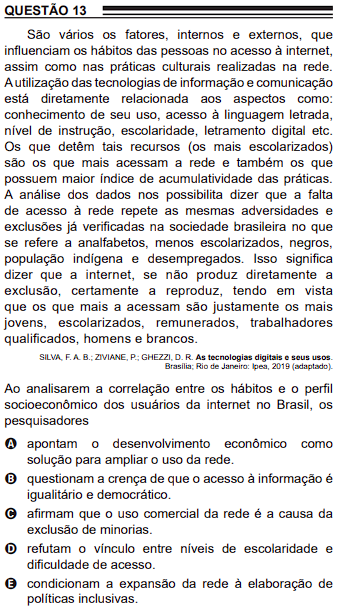 QUESTÃO 13
São vários os fatores, internos e externos, que
influenciam os hábitos das pessoas no acesso à internet,
assim como nas práticas culturais realizadas na rede.
A utilização das tecnologias de informação e comunicação
está diretamente relacionada aos aspectos como:
conhecimento de seu uso, acesso à linguagem letrada,
nível de instrução, escolaridade, letramento digital etc.
Os que detêm tais recursos (os mais escolarizados)
são os que mais acessam a rede e também os que
possuem maior índice de acumulatividade das práticas.
A análise dos dados nos possibilita dizer que a falta
de acesso à rede repete as mesmas adversidades e
exclusões já verificadas na sociedade brasileira no que
se refere a analfabetos, menos escolarizados, negros,
população indígena e desempregados. Isso significa
dizer que a internet, se não produz diretamente a
exclusão, certamente a reproduz, tendo em vista
que os que mais a acessam são justamente os mais
jovens, escolarizados, remunerados, trabalhadores
qualificados, homens e brancos.
SILVA, F. A. B.; ZIVIANE, P.; GHEZZI, D. R. As tecnologias digitais e seus usos.
Brasília; Rio de Janeiro: Ipea, 2019 (adaptado).
Ao analisarem a correlação entre os hábitos e o perfil
socioeconômico dos usuários da internet no Brasil, os
pesquisadores
A apontam o desenvolvimento econômico como
solução para ampliar o uso da rede.
B questionam a crença de que o acesso à informação é
igualitário e democrático.
C afirmam que o uso comercial da rede é a causa da
exclusão de minorias.
D refutam o vínculo entre níveis de escolaridade e
dificuldade de acesso.
E condicionam a expansão da rede à elaboração de
políticas inclusivas.